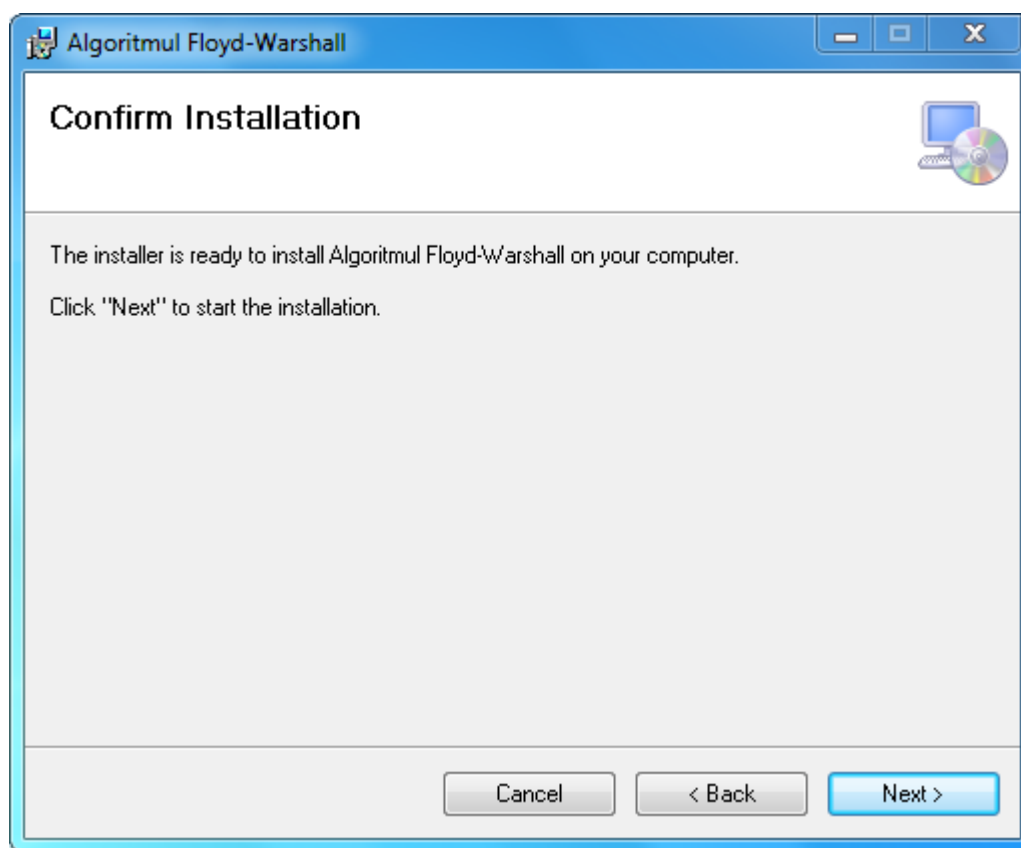 Algoritmul Floyd-Warshall
Confirm Installation
The installer is ready to install Algoritmul Floyd-Warshall on your computer.
Click "Next" to start the installation.
Cancel
< Back
Next >